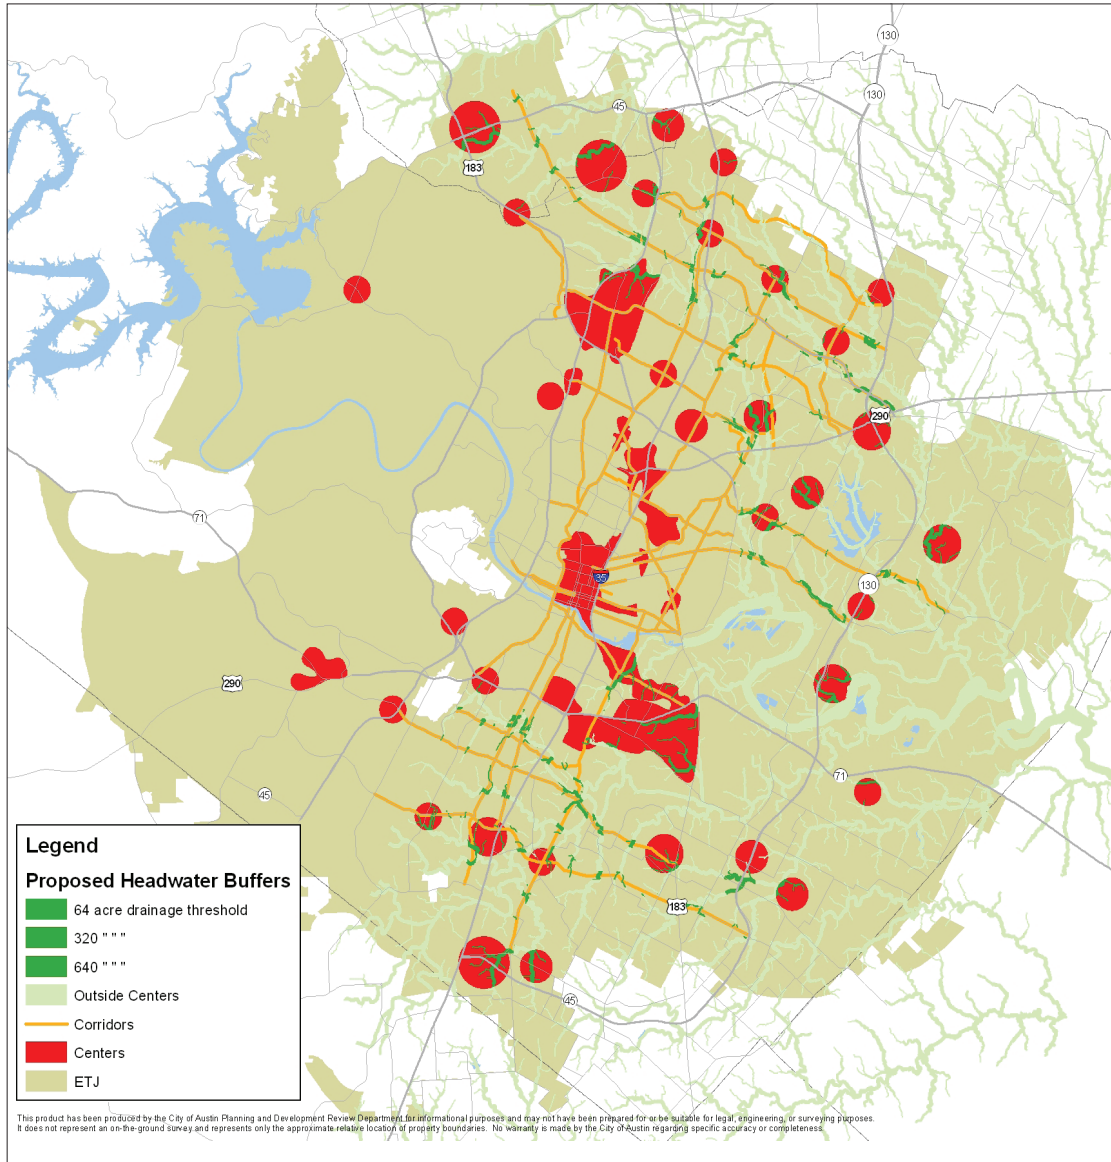 130
130
45
183
290
71
35
130
290
71
45
183
45
Legend
Proposed Headwater Buffers
64 acre drainage threshold
320 " " "
640 " " "
Outside Centers
Corridors
Centers
ETJ
This product has been produced by the City of Austin Planning and Development Review Department for informational purposes and may not have been prepared for or be suitable for legal, engineering, or surveying purposes.
It does not represent an on-the-ground survey and represents only the approximate relative location of property boundaries. No warranty is made by the City of Austin regarding specific accuracy or completeness.